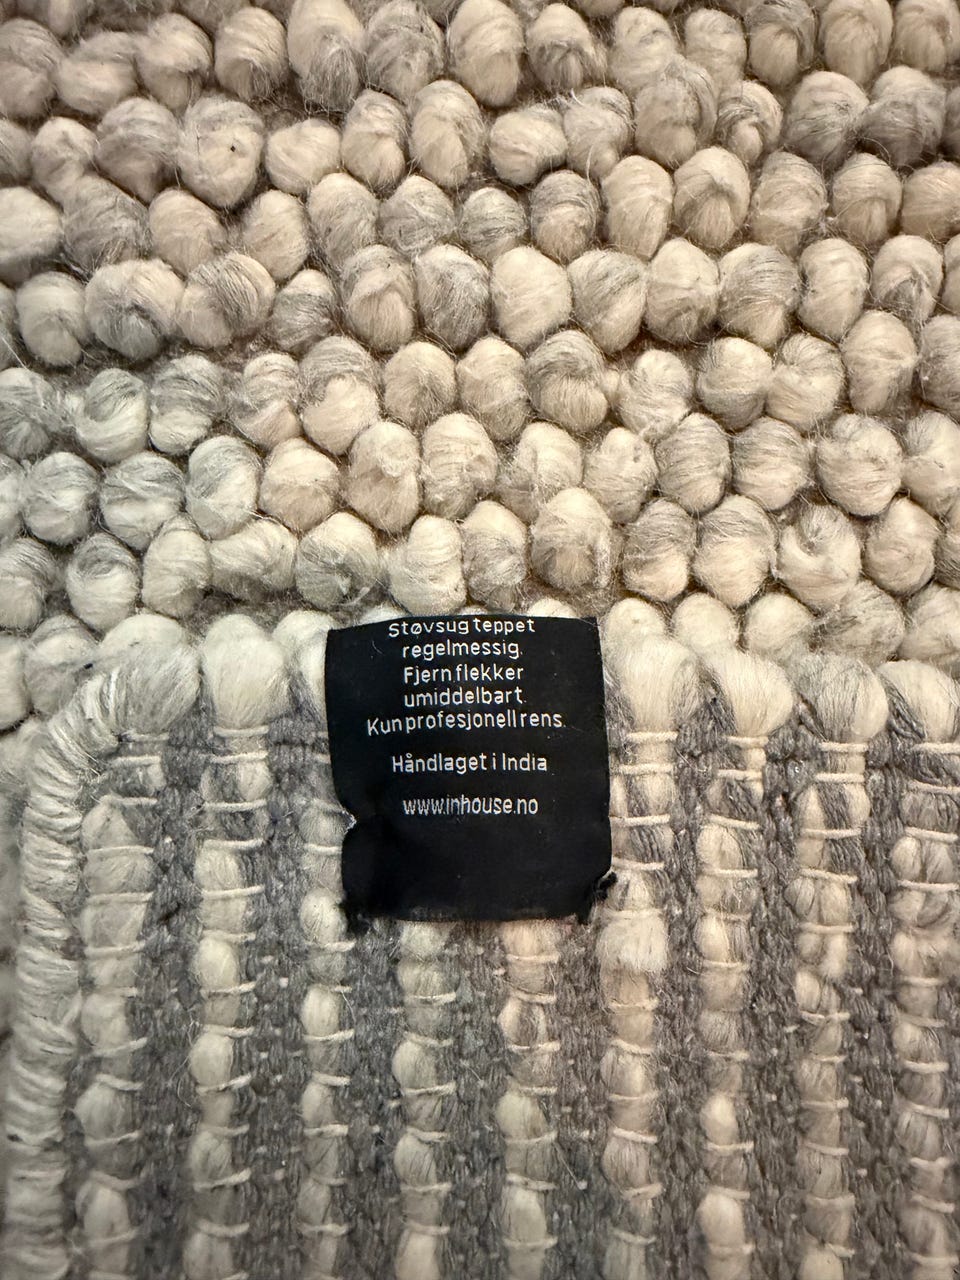 Støvsug teppet
regelmessig.
Fjern flekker
umiddelbart.
Kun profesjonell rens.
Håndlaget i India
www.inhouse.no